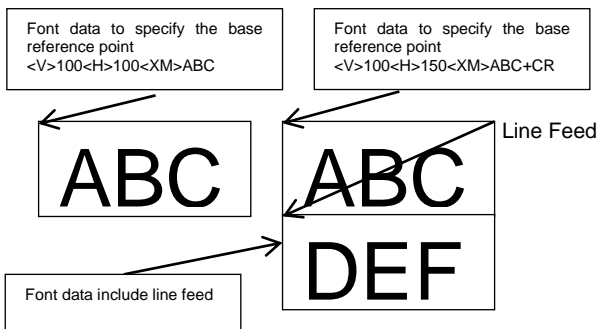 Font data to specify the base
reference point
<V>100<H>100<XM>ABC
Font data to specify the base
reference point
<V>100<H>150<XM>ABC+CR
Line Feed
ABC
ABC
DEF
Font data include line feed